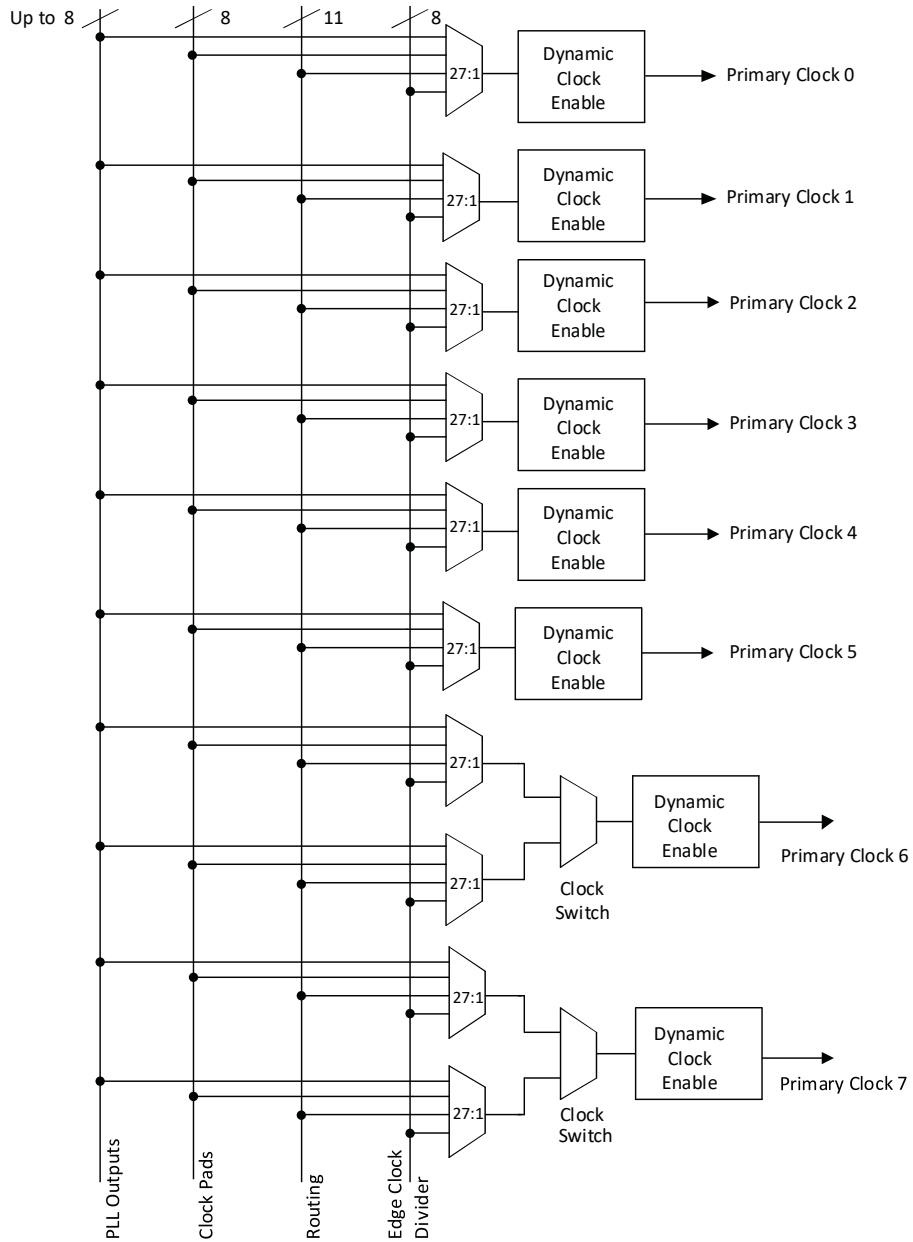 Up to 8
8
11
8
27:1
Dynamic
Clock
Enable
Primary Clock 0
27:1
Dynamic
Clock
Enable
Primary Clock 1
27:1
Dynamic
Clock
Enable
Primary Clock 2
27:1
Dynamic
Clock
Enable
Primary Clock 3
27:1
Dynamic
Clock
Enable
Primary Clock 4
27:1
Dynamic
Clock
Enable
Primary Clock 5
27:1
27:1
Clock
Switch
Dynamic
Clock
Enable
Primary Clock 6
27:1
27:1
Clock
Switch
Dynamic
Clock
Enable
Primary Clock 7
PLL Outputs
Clock Pads
Routing
Edge Clock
Divider